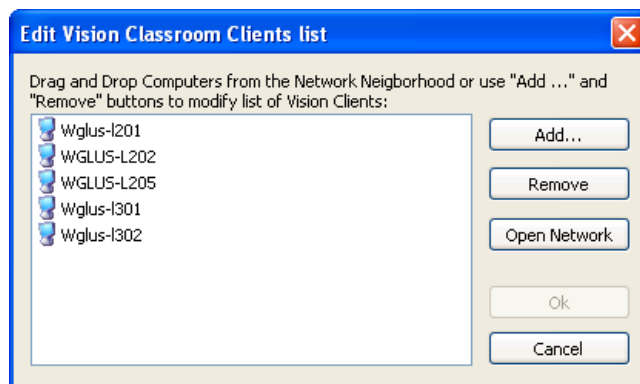 Edit Vision Classroom Clients list
Drag and Drop Computers from the Network Neigborhood or use "Add ..." and
"Remove" buttons to modify list of Vision Clients:
Wglus-l201
WGLUS-L202
WGLUS-L205
Wglus-l301
Wglus-l302
Add...
Remove
Open Network
Ok
Cancel